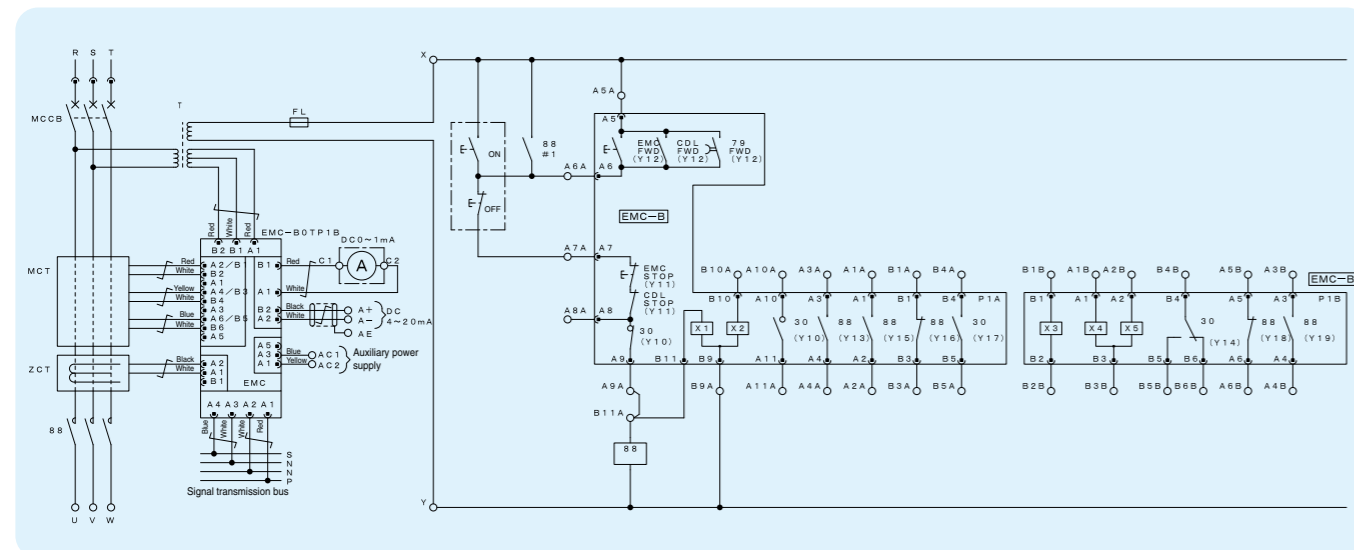 R S T
MCCB
T
FL
X
A5A
A5
EMC
FWD
(Y12)
CDL
FWD
(Y12)
79
FWD
(Y12)
ON
OFF
88
#1
A6A A6
EMC-B
A7A A7
EMC
STOP
(Y11)
CDL
STOP
(Y11)
A8A A8
30
(Y10)
A9
A9A
B11A
88
Y
Red
White
Red
EMC-B0TP1B
B2 B1 A1
DC0~1mA
MCT
Red
White
Yellow
White
Blue
White
A2/B1
B2
A1
A4/B3
B4
A3
A6/B5
B6
A5
B1
Red
C1
A
C2
A1
White
B2
Black
A+
A2
White
A-
DC
4~20mA
AE
A5
A3
Blue
AC1
A1
Yellow
AC2
Auxiliary power
supply
ZCT
Black
White
A2
A1
B1
EMC
A4 A3 A2 A1
Blue
White
White
Red
88
S
N
N
P
Signal transmission bus
U V W
B10A A10A A3A A1A B1A B4A
B10 A10 A3 A1 B1 B4 P1A
X1 X2
30
(Y10)
88
(Y13)
88
(Y15)
88
(Y16)
30
(Y17)
B11 B9 A11 A4 A2 B3 B5
B9A A11A A4A A2A B3A B5A
B1B A1B A2B B4B A5B A3B
EMC-B
B1 A1 A2 B4 A5 A3 P1B
X3 X4 X5
30
(Y14)
88
(Y18)
88
(Y19)
B2 B3 B5 B6 A6 A4
B2B B3B B5B B6B A6B A4B